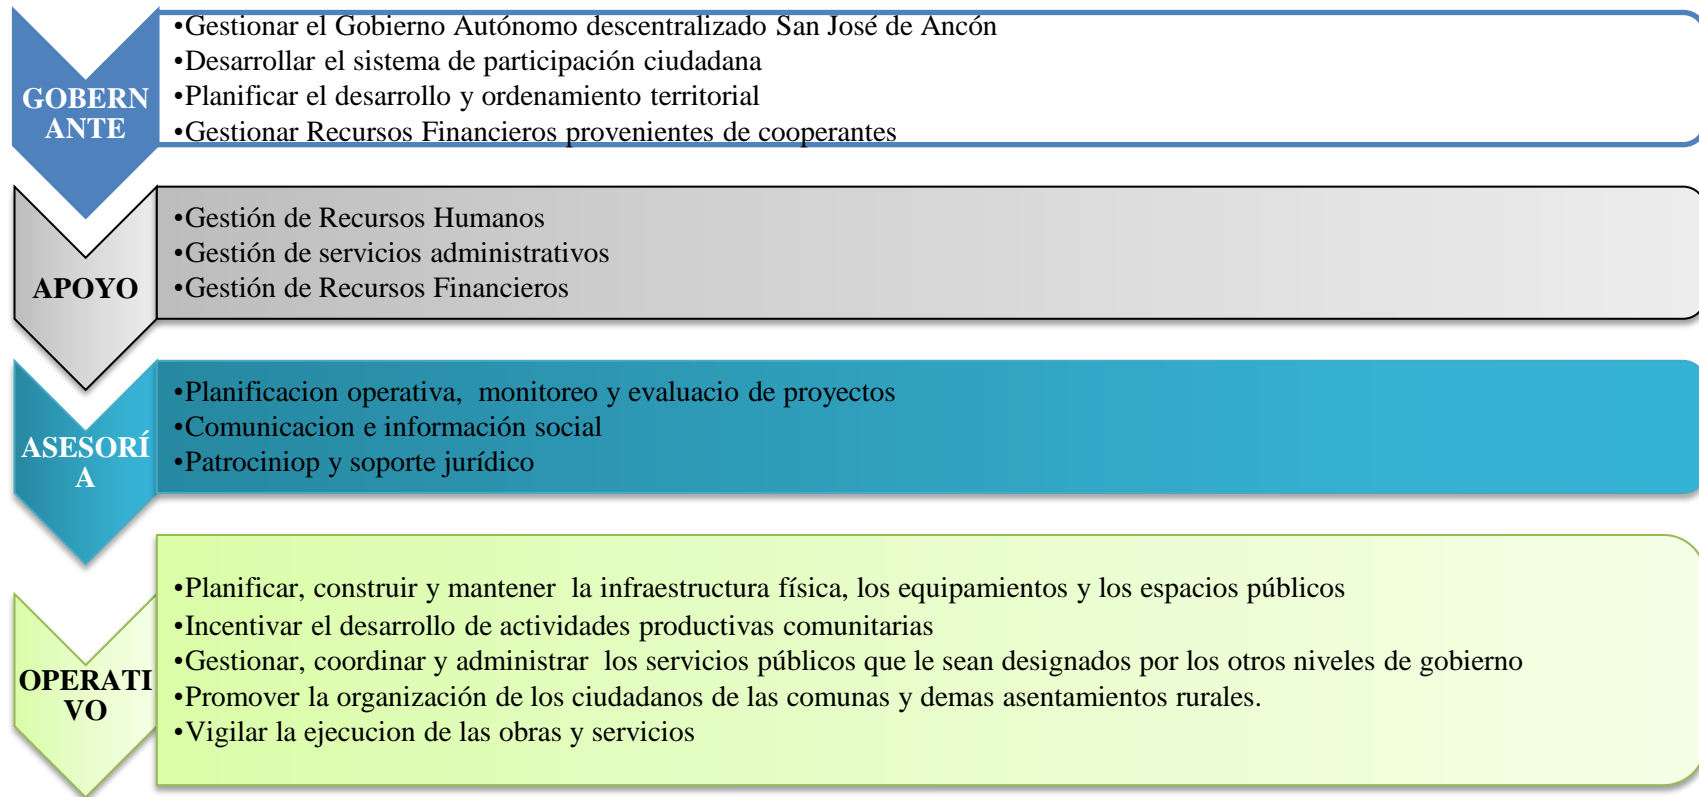 GOBERN
ANTE
•Gestionar el Gobierno Autónomo descentralizado San José de Ancón
•Desarrollar el sistema de participación ciudadana
•Planificar el desarrollo y ordenamiento territorial
•Gestionar Recursos Financieros provenientes de cooperantes
APOYO
•Gestión de Recursos Humanos
•Gestión de servicios administrativos
•Gestión de Recursos Financieros
ASESORÍ
A
•Planificacion operativa,  monitoreo y evaluacio de proyectos
•Comunicacion e información social
•Patrociniop y soporte jurídico
OPERATI
VO
•Planificar, construir y mantener  la infraestructura física, los equipamientos y los espacios públicos
•Incentivar el desarrollo de actividades productivas comunitarias
•Gestionar, coordinar y administrar  los servicios públicos que le sean designados por los otros niveles de gobierno
•Promover la organización de los ciudadanos de las comunas y demas asentamientos rurales.
•Vigilar la ejecucion de las obras y servicios